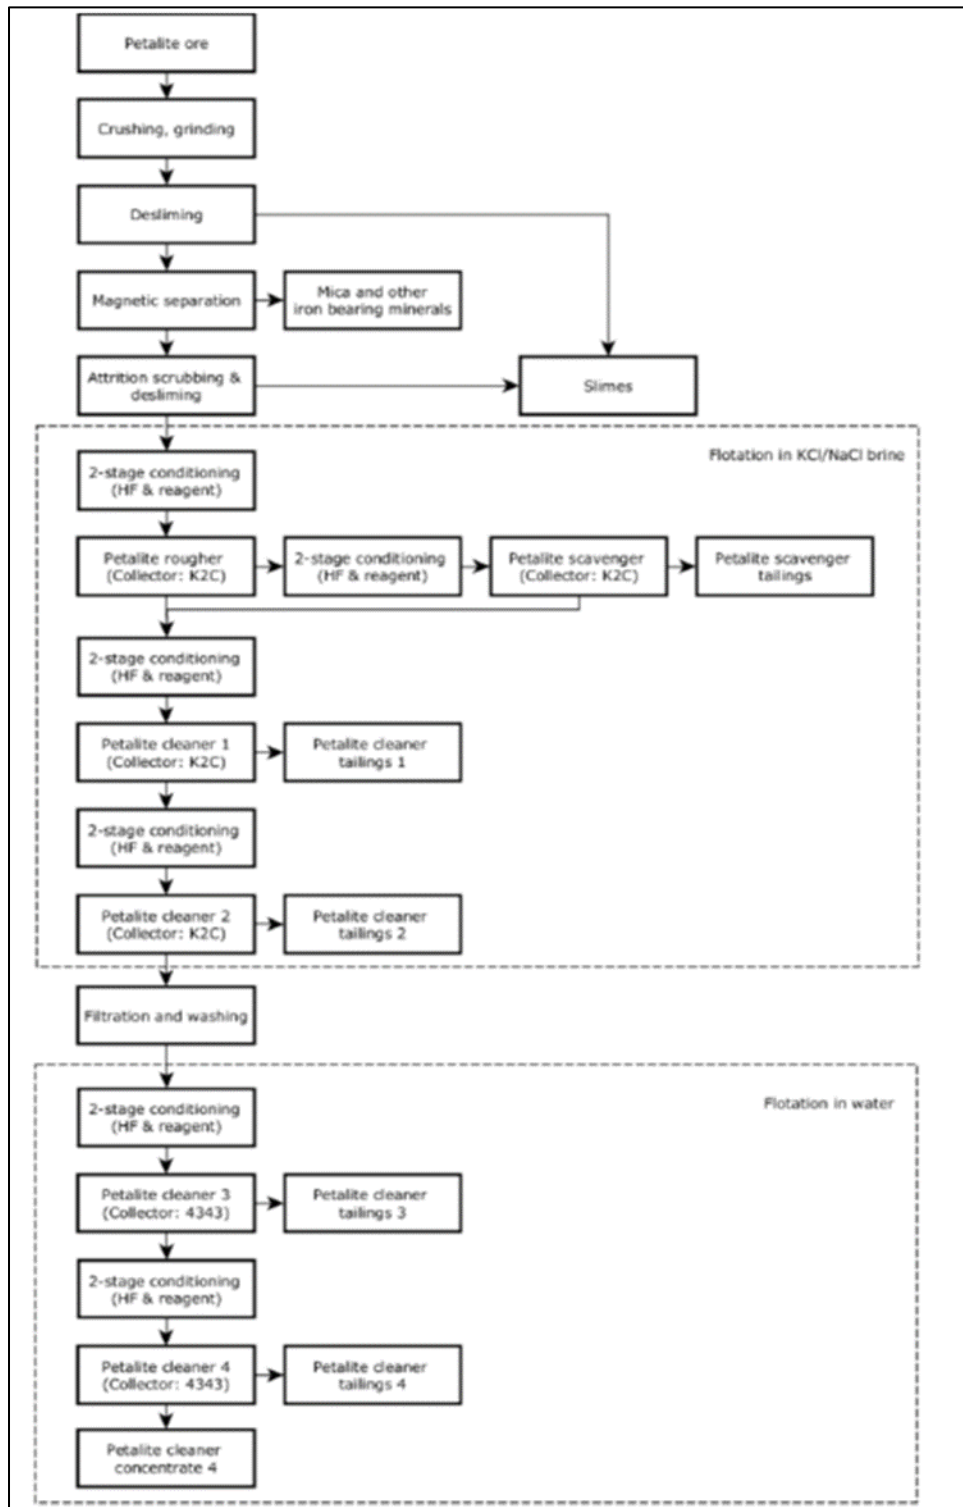 Petalite ore
Crushing, grinding
Desliming
Magnetic separation
Mica and other
iron bearing minerals
Attrition scrubbing &
desliming
Slimes
Flotation in KCl/NaCl brine
2-stage conditioning
(HF & reagent)
Petalite rougher
(Collector: K2C)
2-stage conditioning
(HF & reagent)
Petalite scavenger
(Collector: K2C)
Petalite scavenger
tailings
2-stage conditioning
(HF & reagent)
Petalite cleaner 1
(Collector: K2C)
Petalite cleaner
tailings 1
2-stage conditioning
(HF & reagent)
Petalite cleaner 2
(Collector: K2C)
Petalite cleaner
tailings 2
Filtration and washing
Flotation in water
2-stage conditioning
(HF & reagent)
Petalite cleaner 3
(Collector: 4343)
Petalite cleaner
tailings 3
2-stage conditioning
(HF & reagent)
Petalite cleaner 4
(Collector: 4343)
Petalite cleaner
tailings 4
Petalite cleaner
concentrate 4